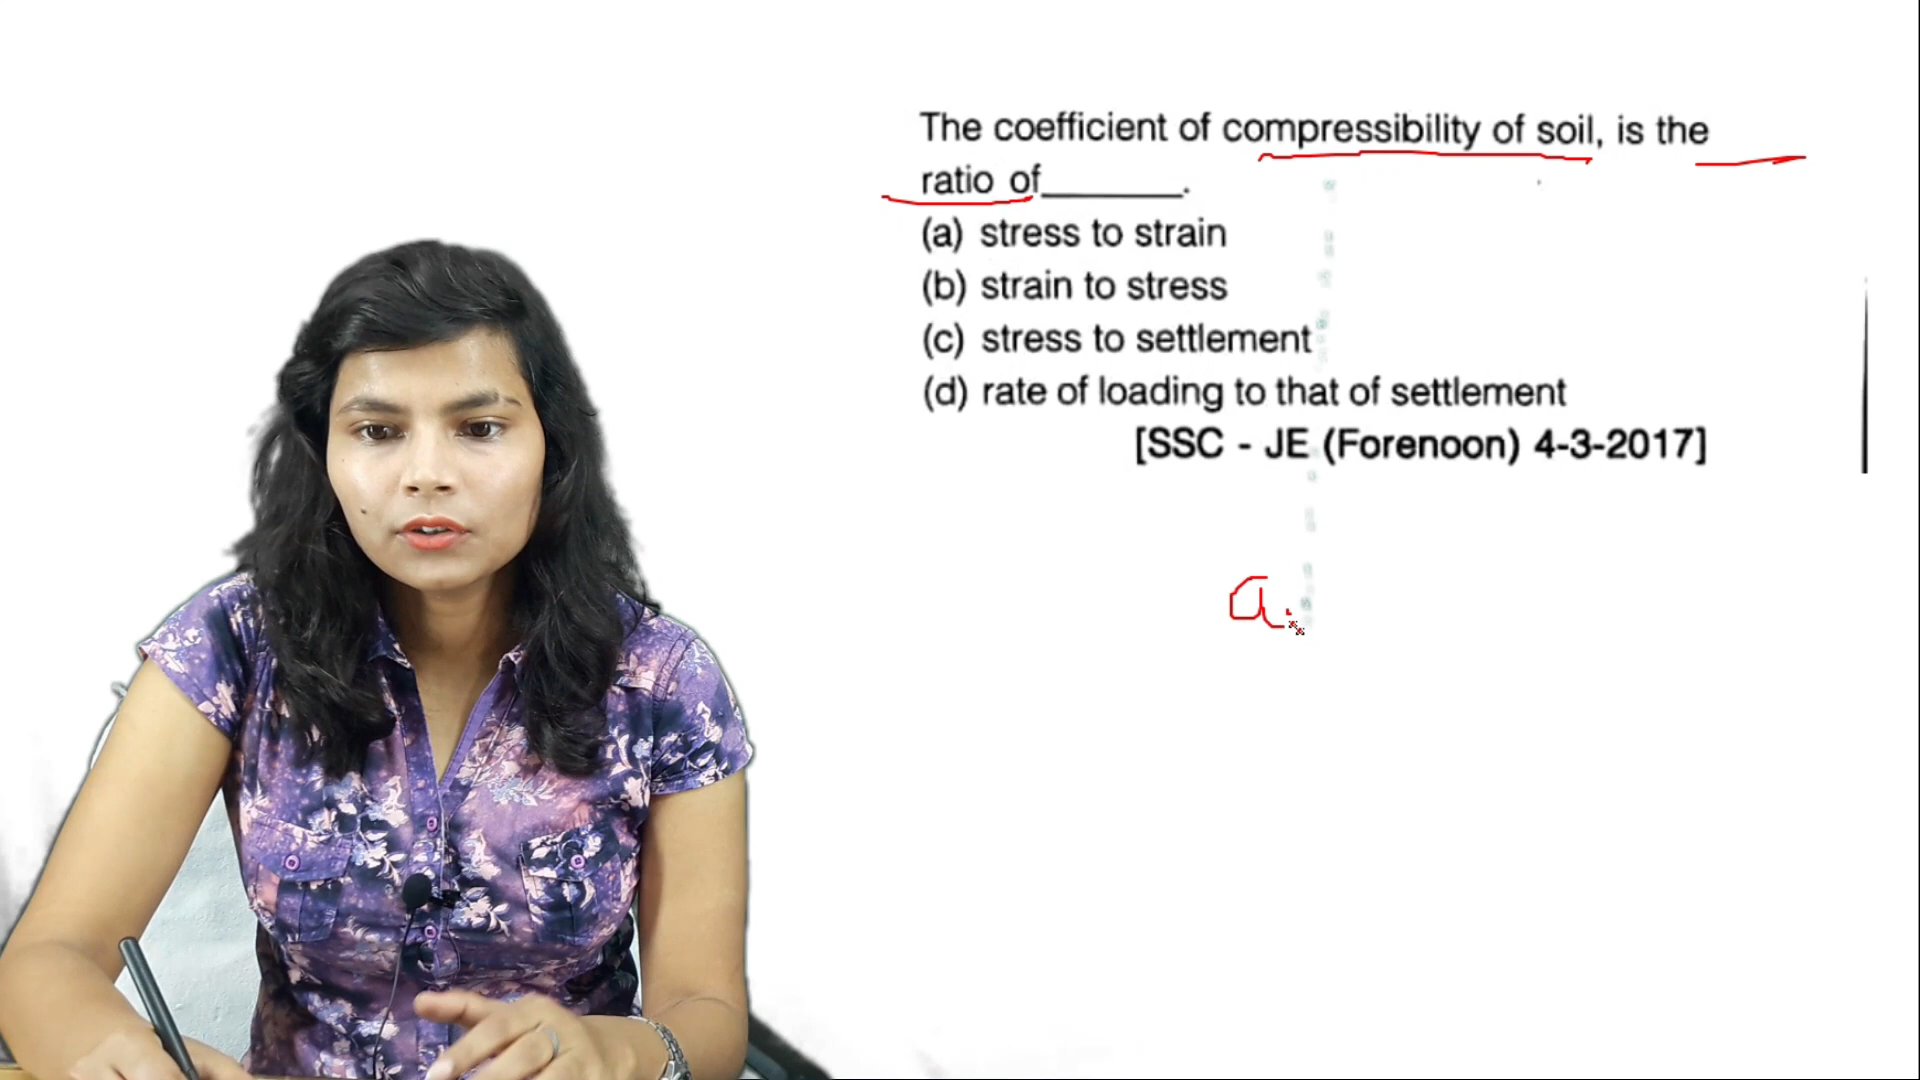 The coefficient of compressibility of soil, is the
ratio of_______.
(a) stress to strain
(b) strain to stress
(c) stress to settlement
(d) rate of loading to that of settlement
[SSC - JE (Forenoon) 4-3-2017]
a